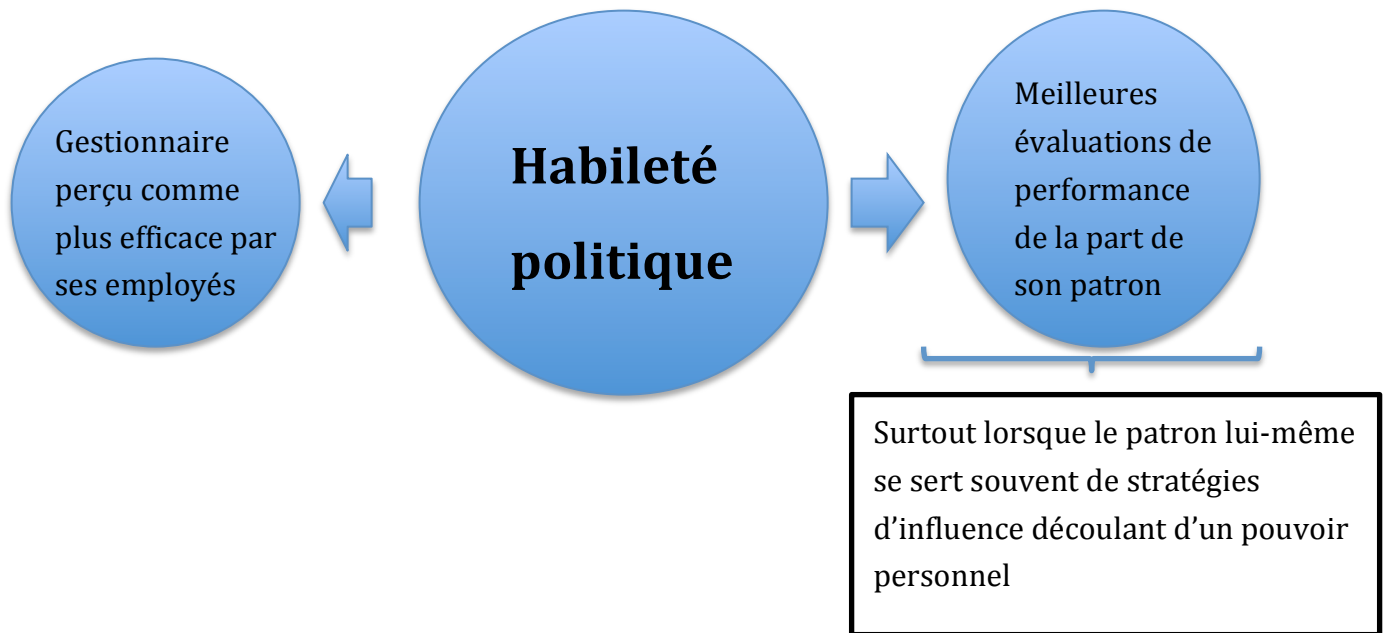 Gestionnaire
perçu comme
plus efficace par
ses employés
Habileté
politique
Meilleures
évaluations de
performance
de la part de
son patron
Surtout lorsque le patron lui-même
se sert souvent de stratégies
d’influence découlant d’un pouvoir
personnel